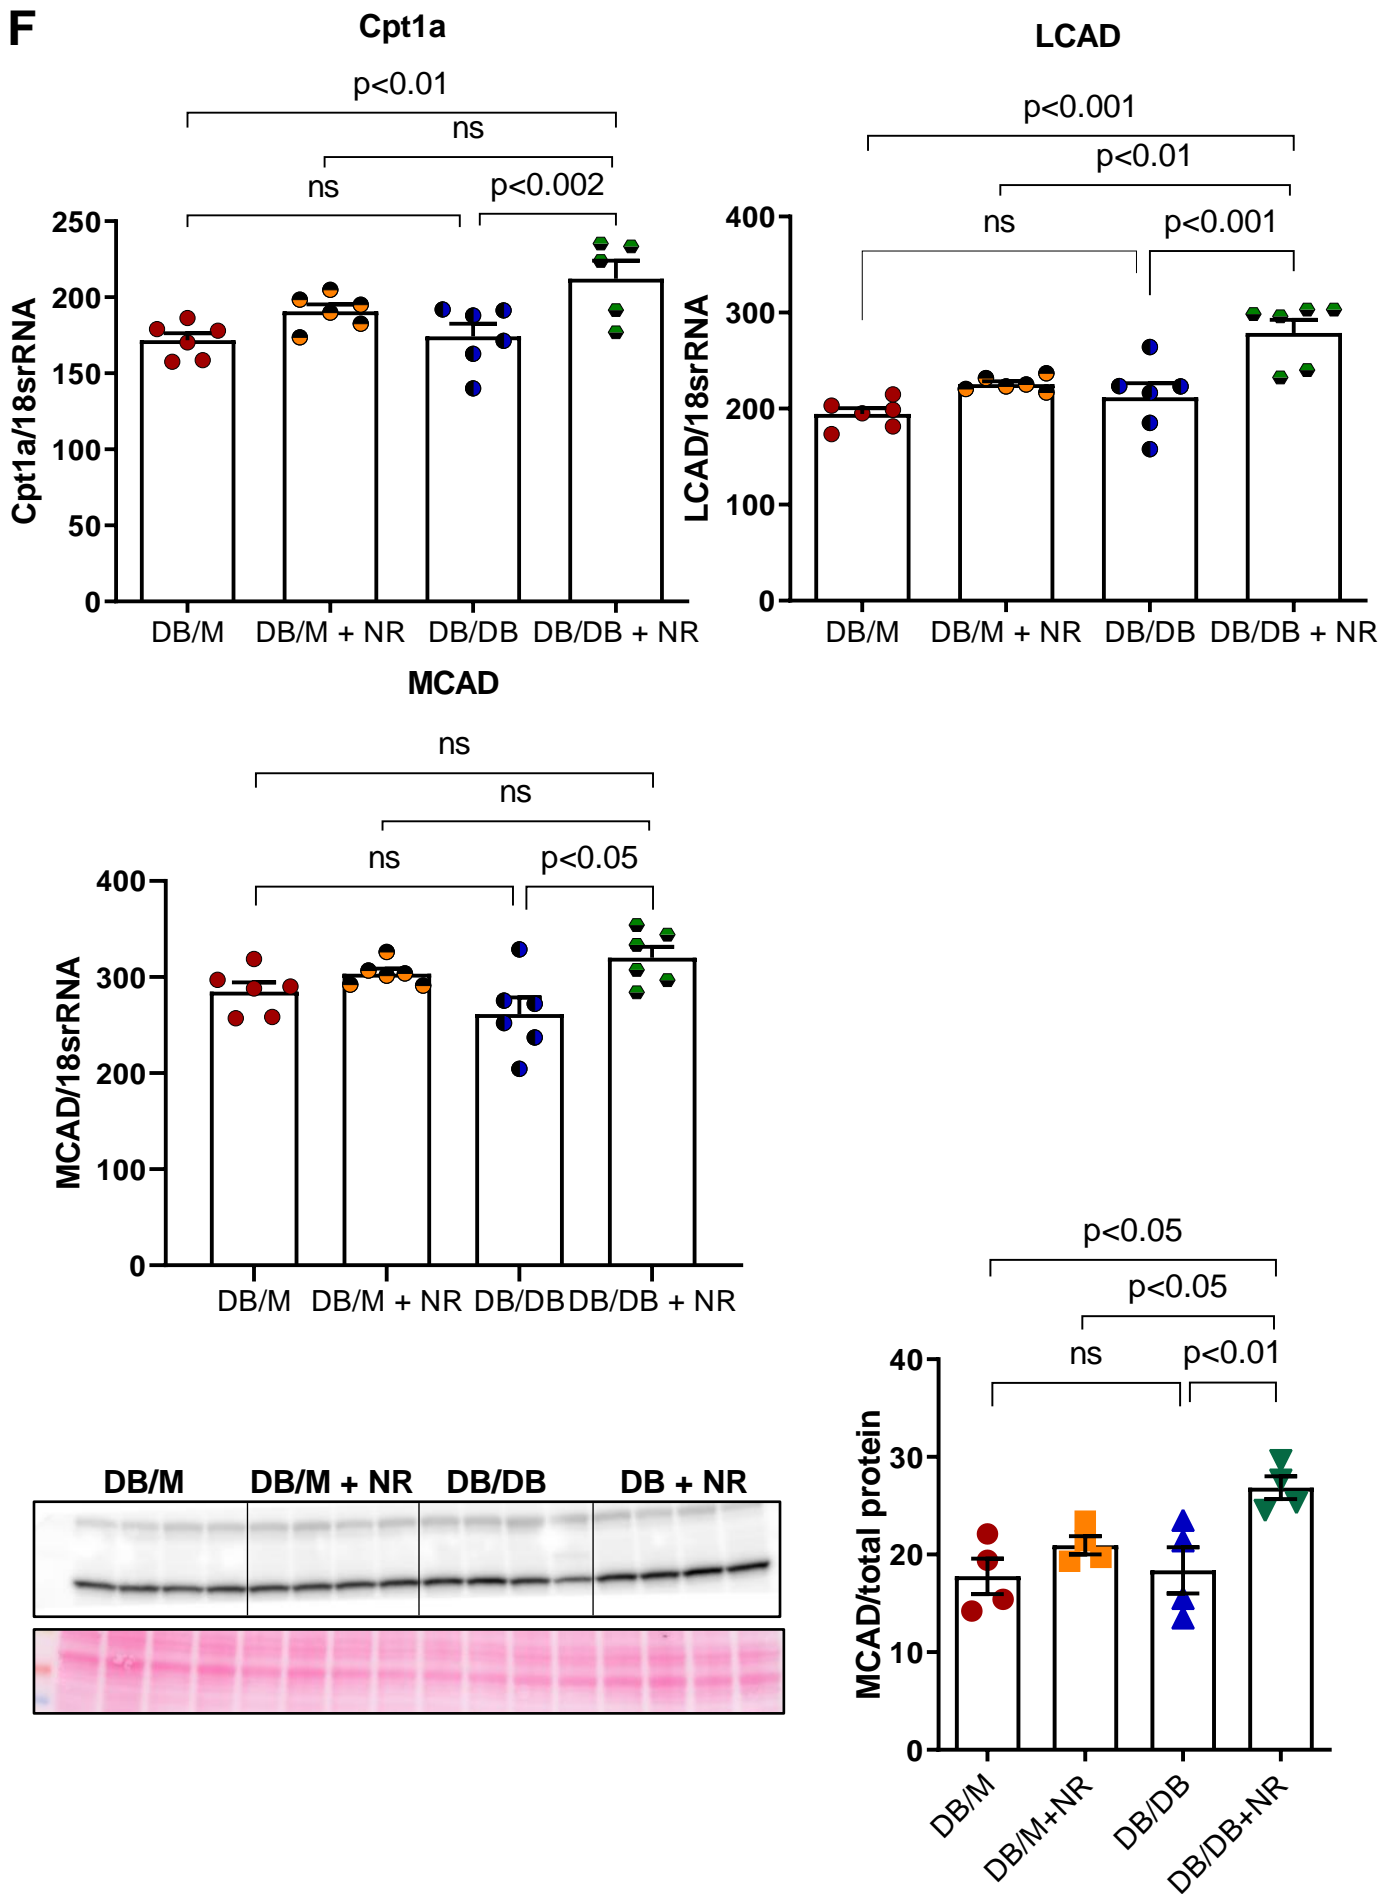 F
Cpt1a
p<0.01
ns
ns
p<0.002
250
200
150
100
50
0
Cpt1a/18srRNA
DB/M
DB/M + NR
DB/DB
DB/DB + NR
LCAD
p<0.001
p<0.01
ns
p<0.001
400
300
200
100
0
LCAD/18srRNA
DB/M
DB/M + NR
DB/DB
DB/DB + NR
MCAD
ns
ns
ns
p<0.05
400
300
200
100
0
MCAD/18srRNA
DB/M
DB/M + NR
DB/DB
DB/DB + NR
DB/M
DB/M + NR
DB/DB
DB + NR
p<0.05
p<0.05
ns
p<0.01
40
30
20
10
0
MCAD/total protein
DB/M
DB/M+NR
DB/DB
DB/DB+NR